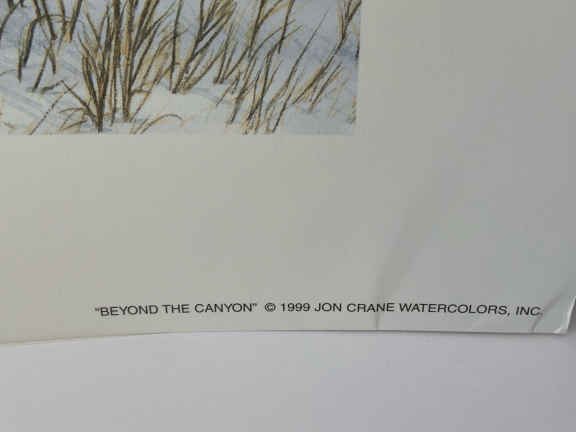 "BEYOND THE CANYON" © 1999 JON CRANE WATERCOLORS, INC.